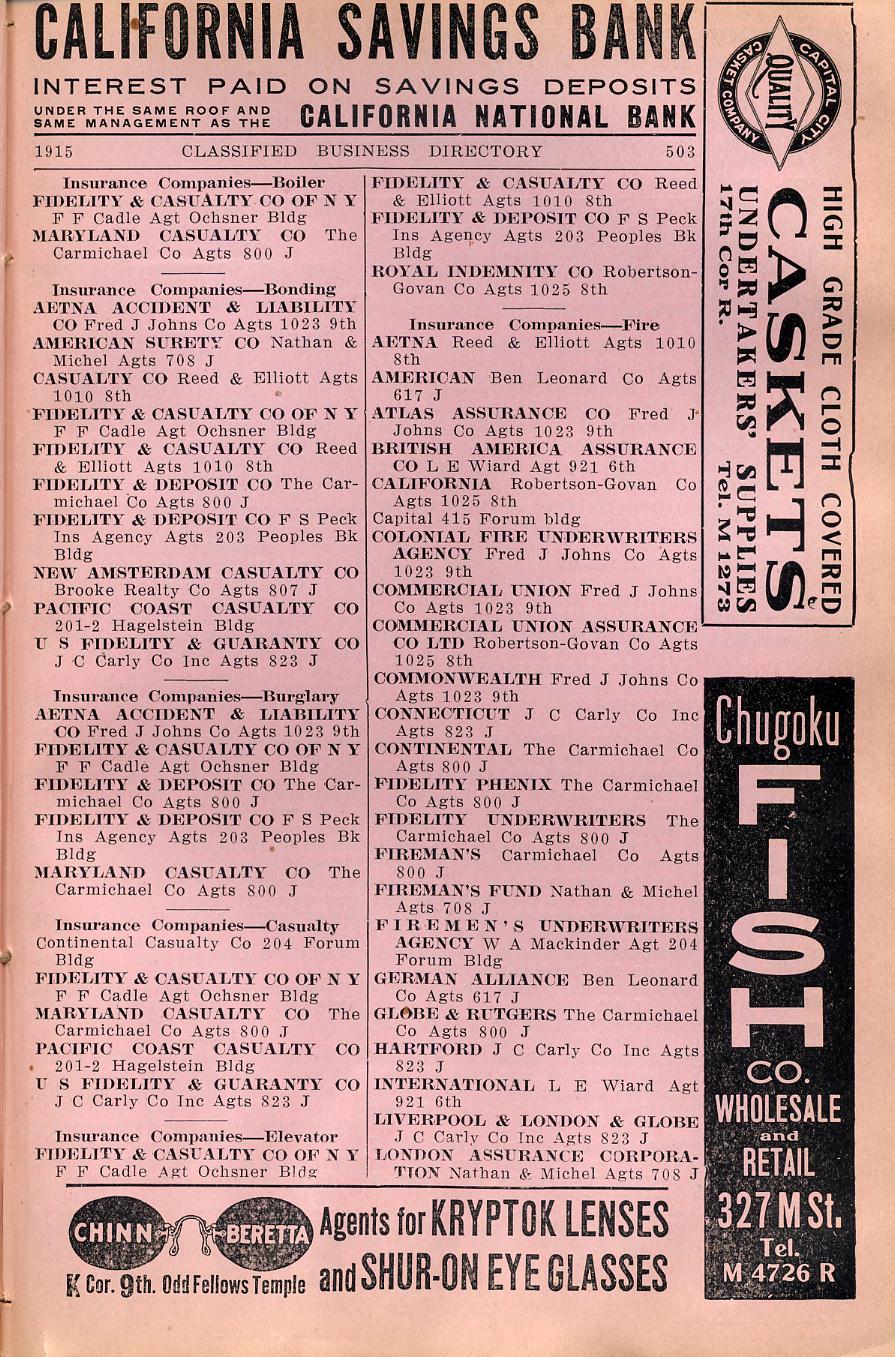 CALIFORNIA SAVINGS BANK
INTEREST PAID ON SAVINGS DEPOSITS
UNDER THE SAME ROOF AND
SAME MANAGEMENT AS THE
CALIFORNIA NATIONAL BANK
1915 CLASSIFIED BUSINESS DIRECTORY 503
Insurance Companies—Boiler
FIDELITY & CASUALTY CO OF N Y
F F Cadle Agt Ochsner Bldg
MARYLAND CASUALTY CO The
Carmichael Co Agts 800 J
Insurance Companies—Bonding
AETNA ACCIDENT & LIABILITY
CO Fred J Johns Co Agts 1023 9th
AMERICAN SURETY CO Nathan &
Michel Agts 708 J
CASUALTY CO Reed & Elliott Agts
1010 8th
FIDELITY & CASUALTY CO OF N Y
F F Cadle Agt Ochsner Bldg
FIDELITY & CASUALTY CO Reed
& Elliott Agts 1010 8th
FIDELITY & DEPOSIT CO The Car-
michael Co Agts 800 J
FIDELITY & DEPOSIT CO F S Peck
Ins Agency Agts 203 Peoples Bk
Bldg
NEW AMSTERDAM CASUALTY CO
Brooke Realty Co Agts 807 J
PACIFIC COAST CASUALTY CO
201-2 Hagelstein Bldg
U S FIDELITY & GUARANTY CO
J C Carly Co Inc Agts 823 J
Insurance Companies—Burglary
AETNA ACCIDENT & LIABILITY
CO Fred J Johns Co Agts 1023 9th
FIDELITY & CASUALTY CO OF N Y
F F Cadle Agt Ochsner Bldg
FIDELITY & DEPOSIT CO The Car-
michael Co Agts 800 J
FIDELITY & DEPOSIT CO F S Peck
Ins Agency Agts 203 Peoples Bk
Bldg
MARYLAND CASUALTY CO The
Carmichael Co Agts 800 J
Insurance Companies—Casualty
Continental Casualty Co 204 Forum
Bldg
FIDELITY & CASUALTY CO OF N Y
F F Cadle Agt Ochsner Bldg
MARYLAND CASUALTY CO The
Carmichael Co Agts 800 J
PACIFIC COAST CASUALTY CO
201-2 Hagelstein Bldg
U S FIDELITY & GUARANTY CO
J C Carly Co Inc Agts 823 J
Insurance Companies—Elevator
FIDELITY & CASUALTY CO OF N Y
F F Cadle Agt Ochsner Bldg
FIDELITY & CASUALTY CO Reed
& Elliott Agts 1010 8th
FIDELITY & DEPOSIT CO F S Peck
Ins Agency Agts 203 Peoples Bk
Bldg
ROYAL INDEMNITY CO Robertson-
Govan Co Agts 1025 8th
Insurance Companies—Fire
AETNA Reed & Elliott Agts 1010
8th
AMERICAN Ben Leonard Co Agts
617 J
ATLAS ASSURANCE CO Fred J
Johns Co Agts 1023 9th
BRITISH AMERICA ASSURANCE
CO L E Wiard Agt 921 6th
CALIFORNIA Robertson-Govan Co
Agts 1025 8th
Capital 415 Forum bldg
COLONIAL FIRE UNDERWRITERS
AGENCY Fred J Johns Co Agts
1023 9th
COMMERCIAL UNION Fred J Johns
Co Agts 1023 9th
COMMERCIAL UNION ASSURANCE
CO LTD Robertson-Govan Co Agts
1025 8th
COMMONWEALTH Fred J Johns Co
Agts 1023 9th
CONNECTICUT J C Carly Co Inc
Agts 823 J
CONTINENTAL The Carmichael Co
Agts 800 J
FIDELITY PHENIX The Carmichael
Co Agts 800 J
FIDELITY UNDERWRITERS The
Carmichael Co Agts 800 J
FIREMAN'S Carmichael Co Agts
800 J
FIREMAN'S FUND Nathan & Michel
Agts 708 J
FIREMEN'S UNDERWRITERS
AGENCY W A Mackinder Agt 204
Forum Bldg
GERMAN ALLIANCE Ben Leonard
Co Agts 617 J
GLOBE & RUTGERS The Carmichael
Co Agts 800 J
HARTFORD J C Carly Co Inc Agts
823 J
INTERNATIONAL L E Wiard Agt
921 6th
LIVERPOOL & LONDON & GLOBE
J C Carly Co Inc Agts 823 J
LONDON ASSURANCE CORPORA-
TION Nathan & Michel Agts 708 J
CAPITAL CITY
QUALITY
CASKET COMPANY
HIGH GRADE CLOTH COVERED
CASKETS
UNDERTAKERS' SUPPLIES
17th Cor R. Tel. M 1273
Chugoku
FISH
CO.
WHOLESALE
and
RETAIL
327 M St.
Tel.
M 4726 R
CHINN BERETTA
K Cor. 9th. Odd Fellows Temple
Agents for KRYPTOK LENSES
and SHUR-ON EYE GLASSES